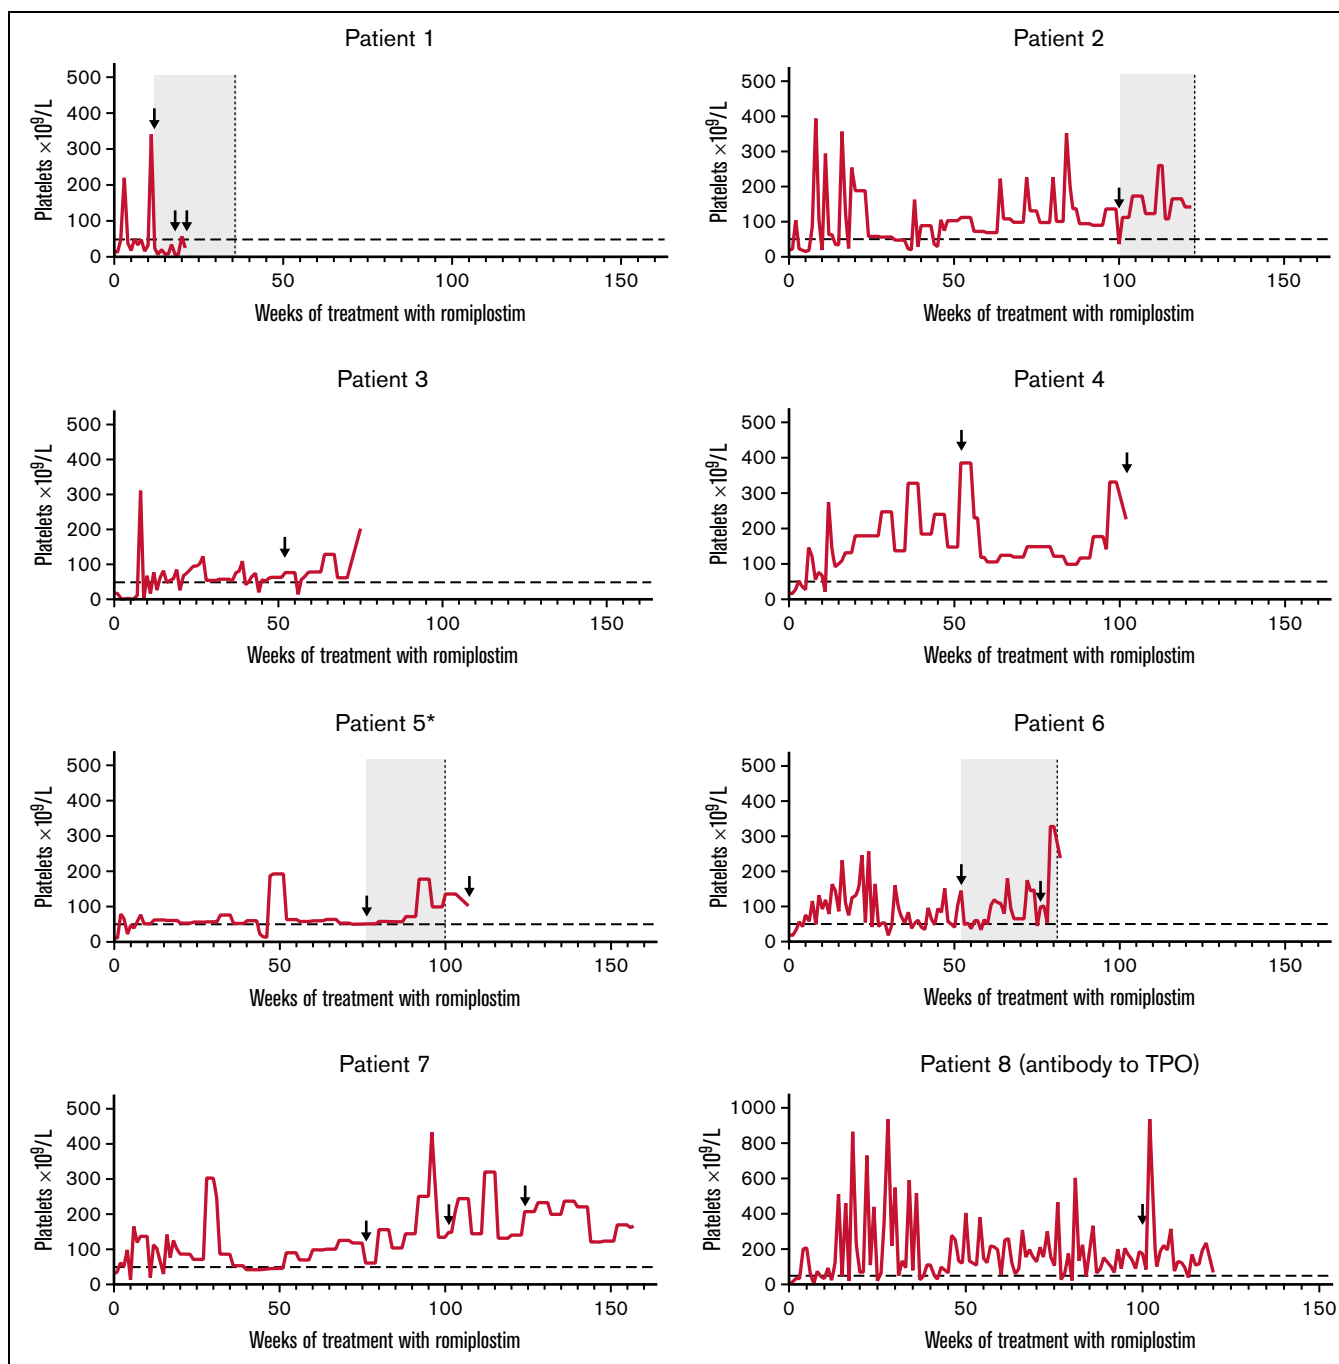 Patient 1
Platelets ×10⁹/L
500
400
300
200
100
0
0 50 100 150
Weeks of treatment with romiplostim
Patient 2
Platelets ×10⁹/L
500
400
300
200
100
0
0 50 100 150
Weeks of treatment with romiplostim
Patient 3
Platelets ×10⁹/L
500
400
300
200
100
0
0 50 100 150
Weeks of treatment with romiplostim
Patient 4
Platelets ×10⁹/L
500
400
300
200
100
0
0 50 100 150
Weeks of treatment with romiplostim
Patient 5*
Platelets ×10⁹/L
500
400
300
200
100
0
0 50 100 150
Weeks of treatment with romiplostim
Patient 6
Platelets ×10⁹/L
500
400
300
200
100
0
0 50 100 150
Weeks of treatment with romiplostim
Patient 7
Platelets ×10⁹/L
500
400
300
200
100
0
0 50 100 150
Weeks of treatment with romiplostim
Patient 8 (antibody to TPO)
Platelets ×10⁹/L
1000
800
600
400
200
0
0 50 100 150
Weeks of treatment with romiplostim